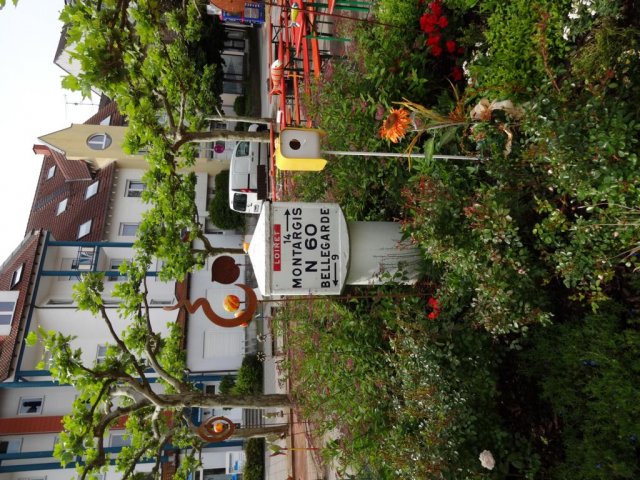 LOIRET
14 →
MONTARGIS
N 60
BELLEGARDE
← 9